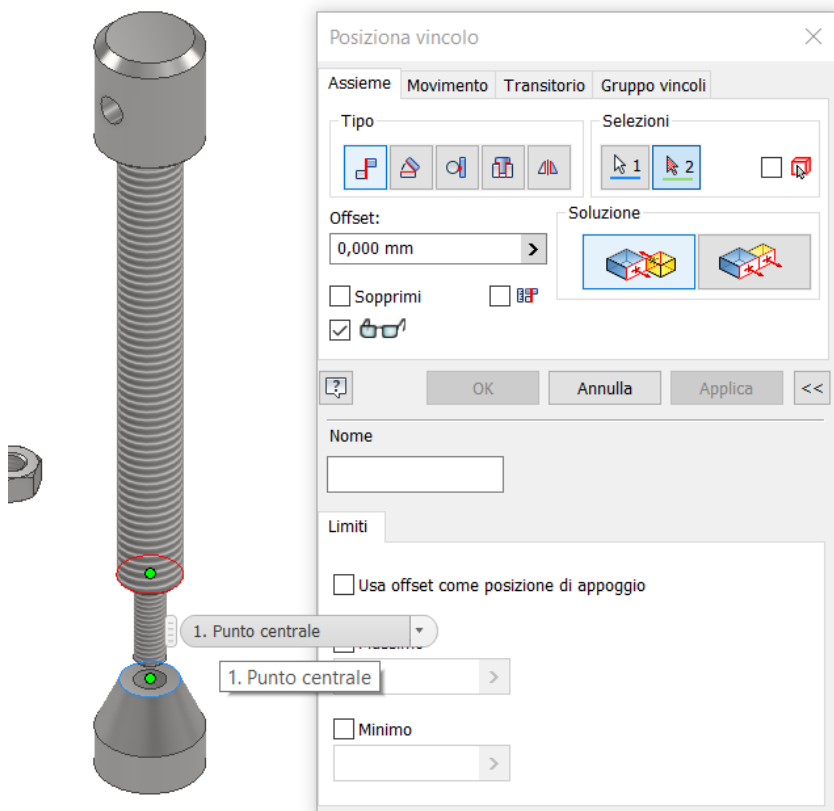 Posiziona vincolo
Assieme Movimento Transitorio Gruppo vincoli
Tipo
Selezioni
1 2
Offset:
Soluzione
0,000 mm >
Sopprimi
? OK Annulla Applica <<
Nome
Limiti
Usa offset come posizione di appoggio
1. Punto centrale
Massimo
1. Punto centrale
>
Minimo
>